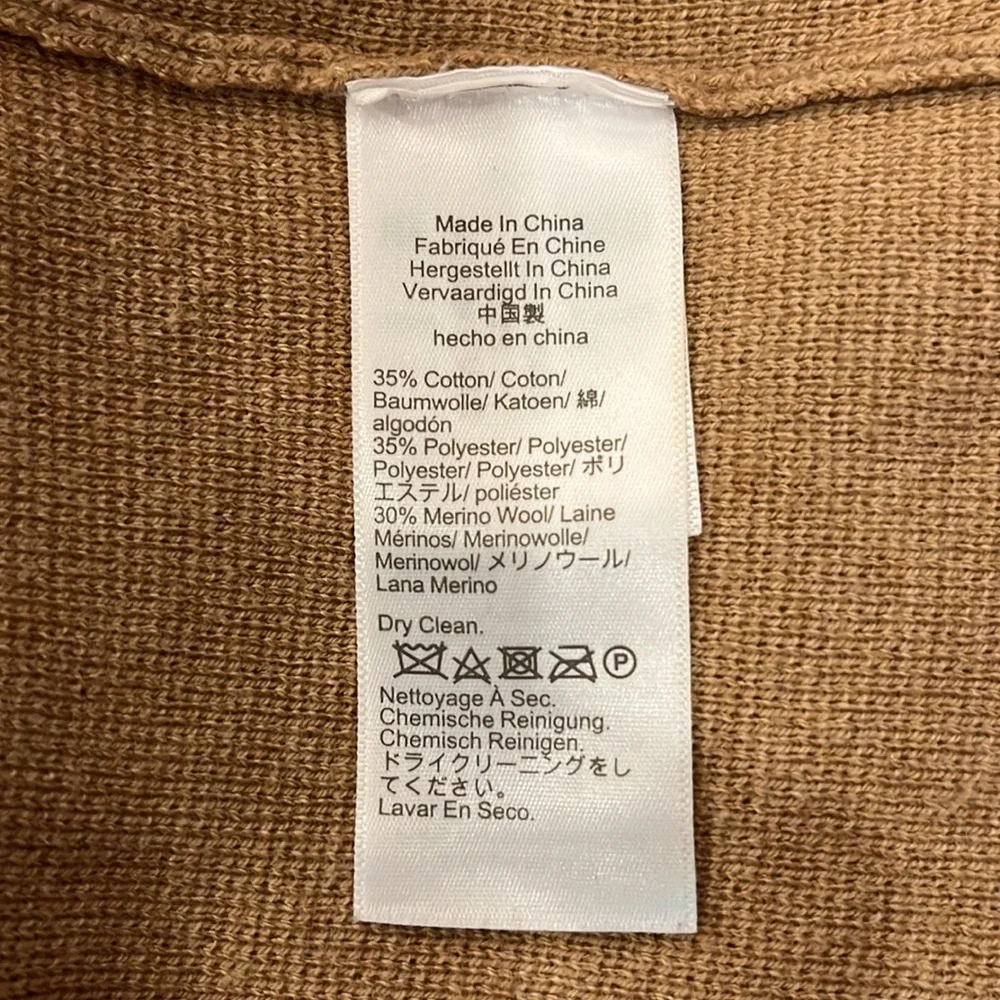 Made In China
Fabriqué En Chine
Hergestellt In China
Vervaardigd In China
中国製
hecho en china
35% Cotton/ Coton/
Baumwolle/ Katoen/ 綿/
algodón
35% Polyester/ Polyester/
Polyester/ Polyester/ ポリ
エステル/ poliéster
30% Merino Wool/ Laine
Mérinos/ Merinowolle/
Merinowol/ メリノウール/
Lana Merino
Dry Clean.
P
Nettoyage À Sec.
Chemische Reinigung.
Chemisch Reinigen.
ドライクリーニングをし
てください。
Lavar En Seco.